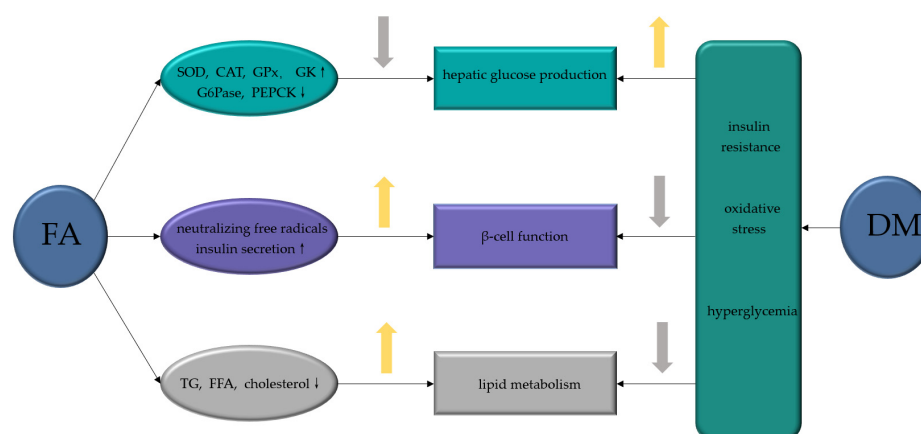 SOD, CAT, GPx、 GK↑
G6Pase, PEPCK↓
hepatic glucose production
insulin
resistance
FA
neutralizing free radicals
insulin secretion ↑
β-cell function
oxidative
stress
DM
hyperglycemia
TG, FFA, cholesterol↓
lipid metabolism